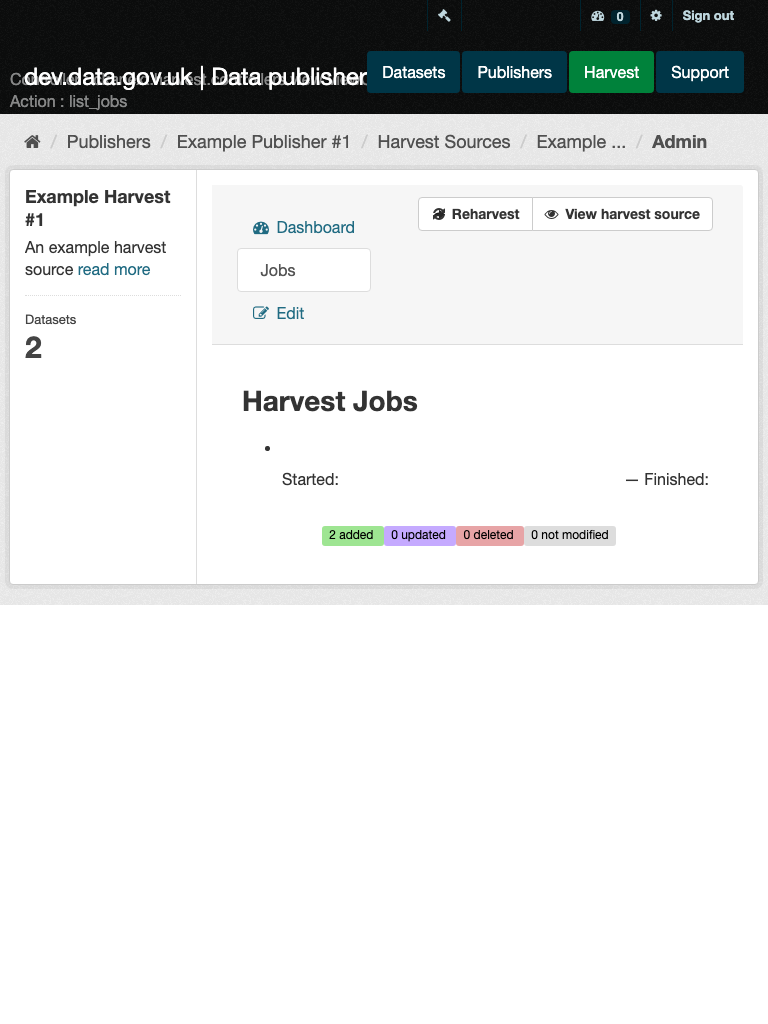 0
Sign out
dev.data.gov.uk | Data publisher
Datasets
Publishers
Harvest
Support
Action : list_jobs
/ Publishers / Example Publisher #1 / Harvest Sources / Example ... / Admin
Example Harvest
#1
An example harvest
source read more
Datasets
2
Dashboard
Jobs
Edit
Reharvest
View harvest source
Harvest Jobs
Started:
— Finished:
2 added
0 updated
0 deleted
0 not modified